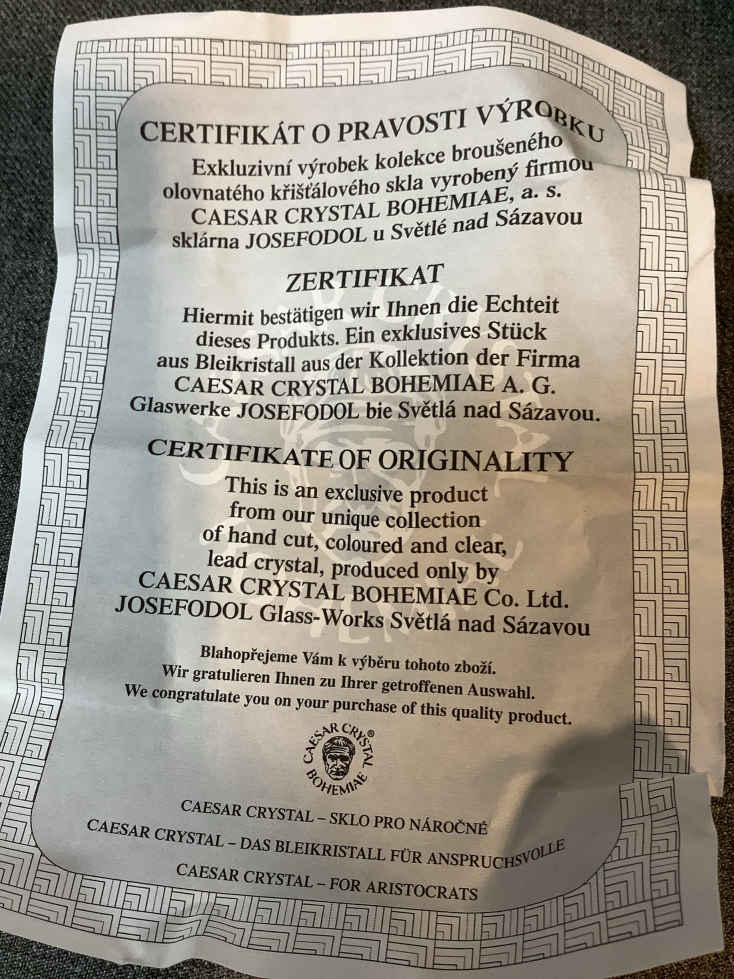 CERTIFIKÁT O PRAVOSTI VÝROBKU
Exkluzivní výrobek kolekce broušeného
olovnatého křišťálového skla vyrobený firmou
CAESAR CRYSTAL BOHEMIAE, a. s.
sklárna JOSEFODOL u Světlé nad Sázavou
ZERTIFIKAT
Hiermit bestätigen wir Ihnen die Echteit
dieses Produkts. Ein exklusives Stück
aus Bleikristall aus der Kollektion der Firma
CAESAR CRYSTAL BOHEMIAE A. G.
Glaswerke JOSEFODOL bie Světlá nad Sázavou.
CERTIFIKATE OF ORIGINALITY
This is an exclusive product
from our unique collection
of hand cut, coloured and clear,
lead crystal, produced only by
CAESAR CRYSTAL BOHEMIAE Co. Ltd.
JOSEFODOL Glass-Works Světlá nad Sázavou
Blahopřejeme Vám k výběru tohoto zboží.
Wir gratulieren Ihnen zu Ihrer getroffenen Auswahl.
We congratulate you on your purchase of this quality product.
CAESAR CRYSTAL®
BOHEMIAE
CAESAR CRYSTAL – SKLO PRO NÁROČNÉ
CAESAR CRYSTAL – DAS BLEIKRISTALL FÜR ANSPRUCHSVOLLE
CAESAR CRYSTAL – FOR ARISTOCRATS